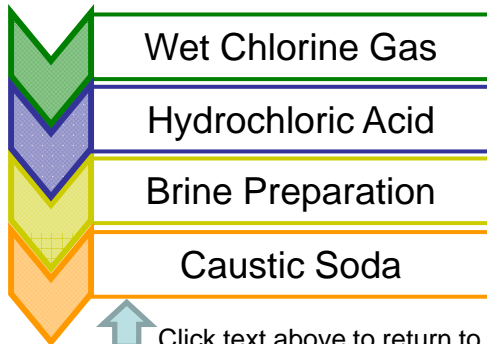 Wet Chlorine Gas
Hydrochloric Acid
Brine Preparation
Caustic Soda
Click text above to return to